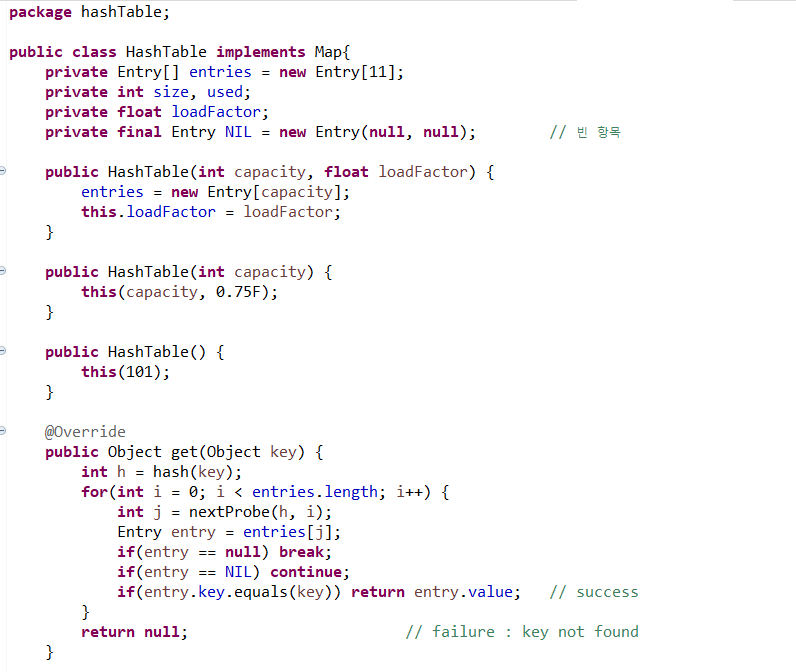 package hashTable;
public class HashTable implements Map{
    private Entry[] entries = new Entry[11];
    private int size, used;
    private float loadFactor;
    private final Entry NIL = new Entry(null, null);        // 빈 항목
    public HashTable(int capacity, float loadFactor) {
        entries = new Entry[capacity];
        this.loadFactor = loadFactor;
    }
    public HashTable(int capacity) {
        this(capacity, 0.75F);
    }
    public HashTable() {
        this(101);
    }
    @Override
    public Object get(Object key) {
        int h = hash(key);
        for(int i = 0; i < entries.length; i++) {
            int j = nextProbe(h, i);
            Entry entry = entries[j];
            if(entry == null) break;
            if(entry == NIL) continue;
            if(entry.key.equals(key)) return entry.value;   // success
        }
        return null;                        // failure : key not found
    }